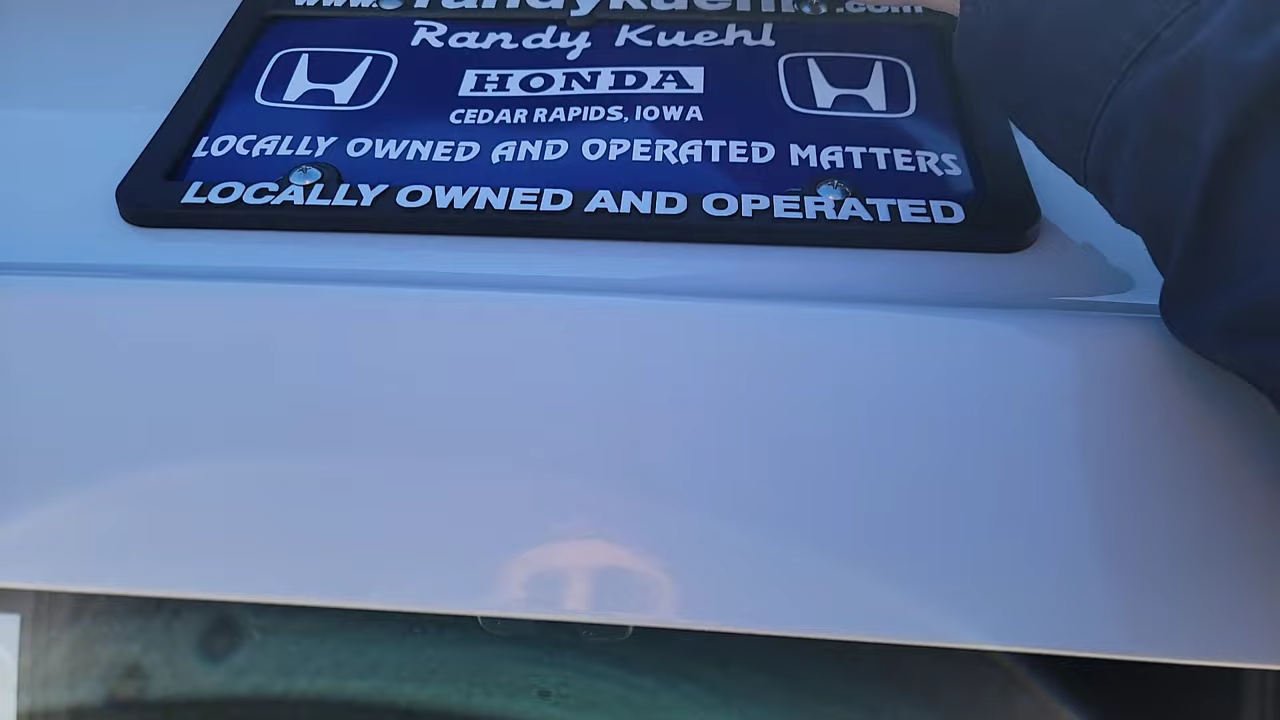 Randy Kuehl
HONDA
CEDAR RAPIDS, IOWA
LOCALLY OWNED AND OPERATED MATTERS
LOCALLY OWNED AND OPERATED